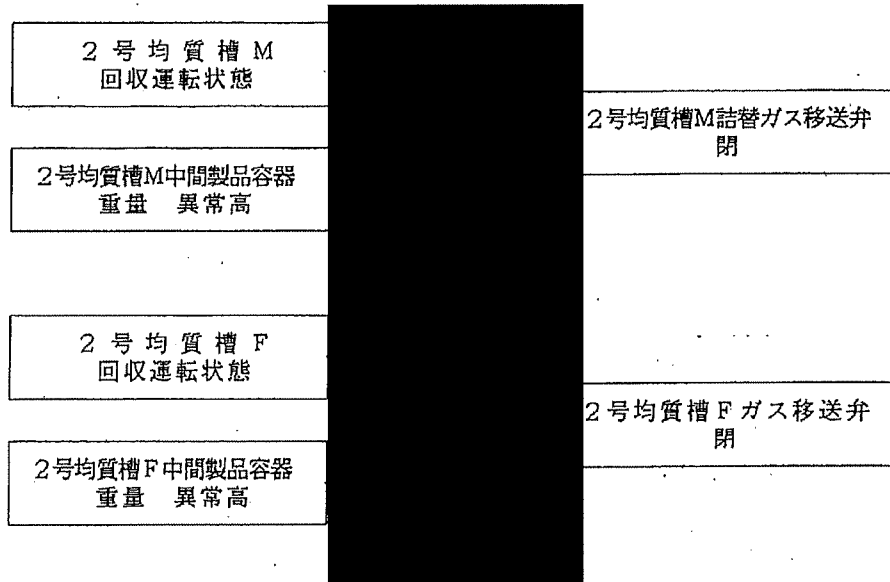 2号均質槽M
回収運転状態
2号均質槽M詰替ガス移送弁
閉
2号均質槽M中間製品容器
重量 異常高
2号均質槽F
回収運転状態
2号均質槽Fガス移送弁
閉
2号均質槽F中間製品容器
重量 異常高